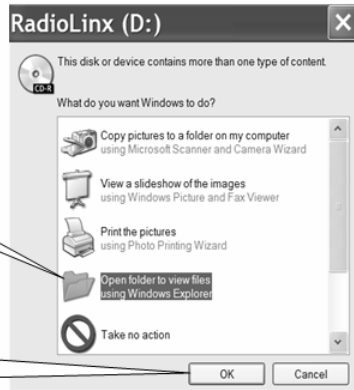 RadioLinx (D:)
This disk or device contains more than one type of content.
CD-R
What do you want Windows to do?
Copy pictures to a folder on my computer
using Microsoft Scanner and Camera Wizard
View a slideshow of the images
using Windows Picture and Fax Viewer
Print the pictures
using Photo Printing Wizard
Open folder to view files
using Windows Explorer
Take no action
OK Cancel